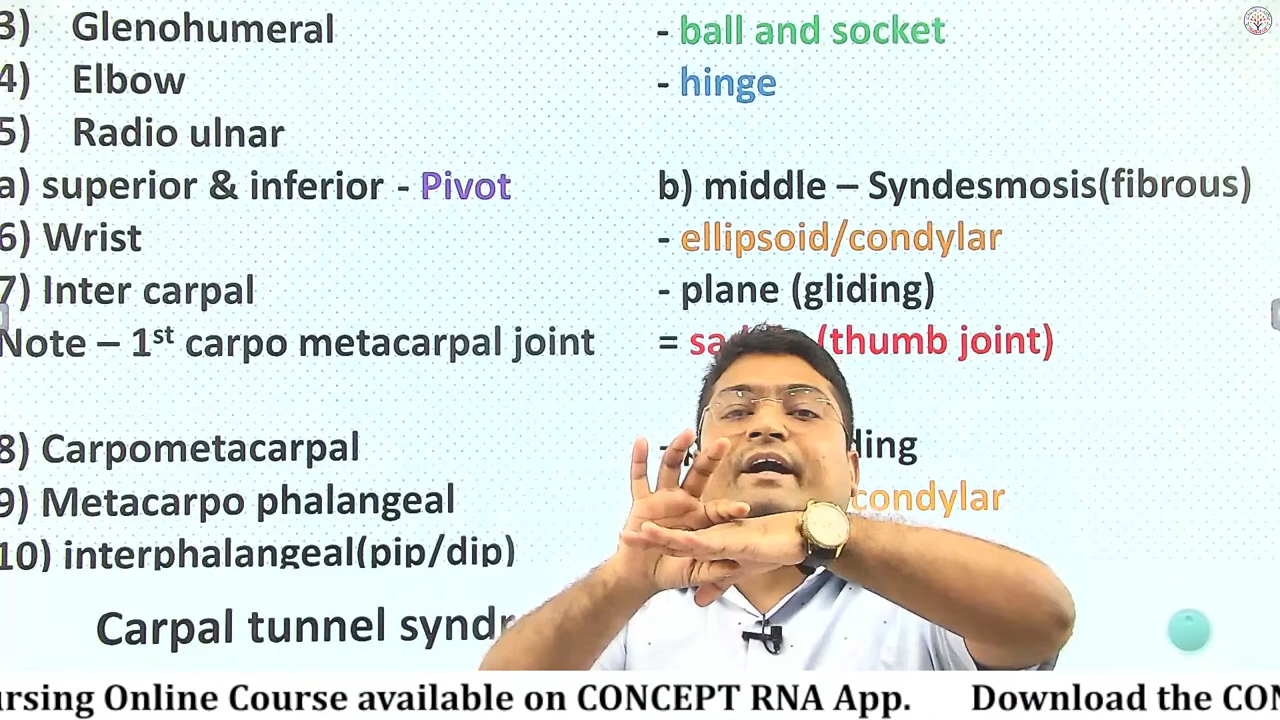 3) Glenohumeral - ball and socket
4) Elbow - hinge
5) Radio ulnar
a) superior & inferior - Pivot b) middle – Syndesmosis(fibrous)
6) Wrist - ellipsoid/condylar
7) Inter carpal - plane (gliding)
Note – 1st carpo metacarpal joint = (thumb joint)
8) Carpometacarpal -
9) Metacarpo phalangeal condylar
10) interphalangeal(pip/dip)
Carpal tunnel
ursing Online Course available on CONCEPT RNA App. Download the CON